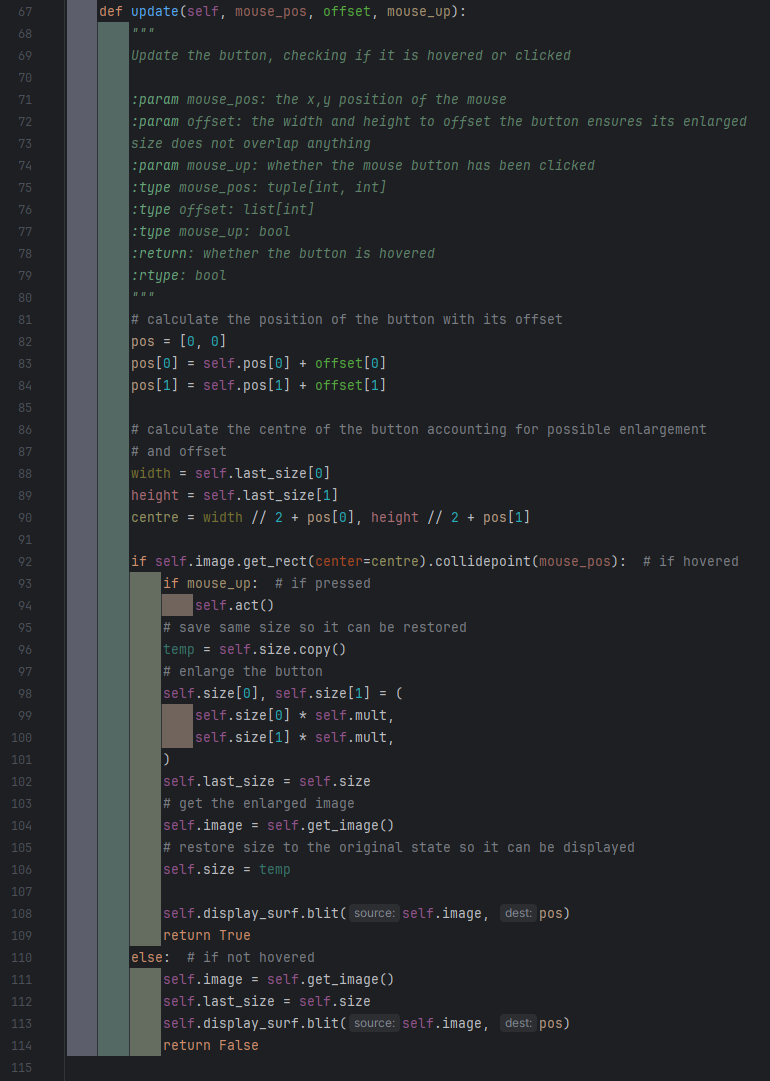 67 def update(self, mouse_pos, offset, mouse_up):
68 """
69 Update the button, checking if it is hovered or clicked
70
71 :param mouse_pos: the x,y position of the mouse
72 :param offset: the width and height to offset the button ensures its enlarged
73 size does not overlap anything
74 :param mouse_up: whether the mouse button has been clicked
75 :type mouse_pos: tuple[int, int]
76 :type offset: list[int]
77 :type mouse_up: bool
78 :return: whether the button is hovered
79 :rtype: bool
80 """
81 # calculate the position of the button with its offset
82 pos = [0, 0]
83 pos[0] = self.pos[0] + offset[0]
84 pos[1] = self.pos[1] + offset[1]
85
86 # calculate the centre of the button accounting for possible enlargement
87 # and offset
88 width = self.last_size[0]
89 height = self.last_size[1]
90 centre = width // 2 + pos[0], height // 2 + pos[1]
91
92 if self.image.get_rect(center=centre).collidepoint(mouse_pos):  # if hovered
93 if mouse_up:  # if pressed
94 self.act()
95 # save same size so it can be restored
96 temp = self.size.copy()
97 # enlarge the button
98 self.size[0], self.size[1] = (
99 self.size[0] * self.mult,
100 self.size[1] * self.mult,
101 )
102 self.last_size = self.size
103 # get the enlarged image
104 self.image = self.get_image()
105 # restore size to the original state so it can be displayed
106 self.size = temp
107
108 self.display_surf.blit( source: self.image, dest: pos)
109 return True
110 else:  # if not hovered
111 self.image = self.get_image()
112 self.last_size = self.size
113 self.display_surf.blit( source: self.image, dest: pos)
114 return False
115